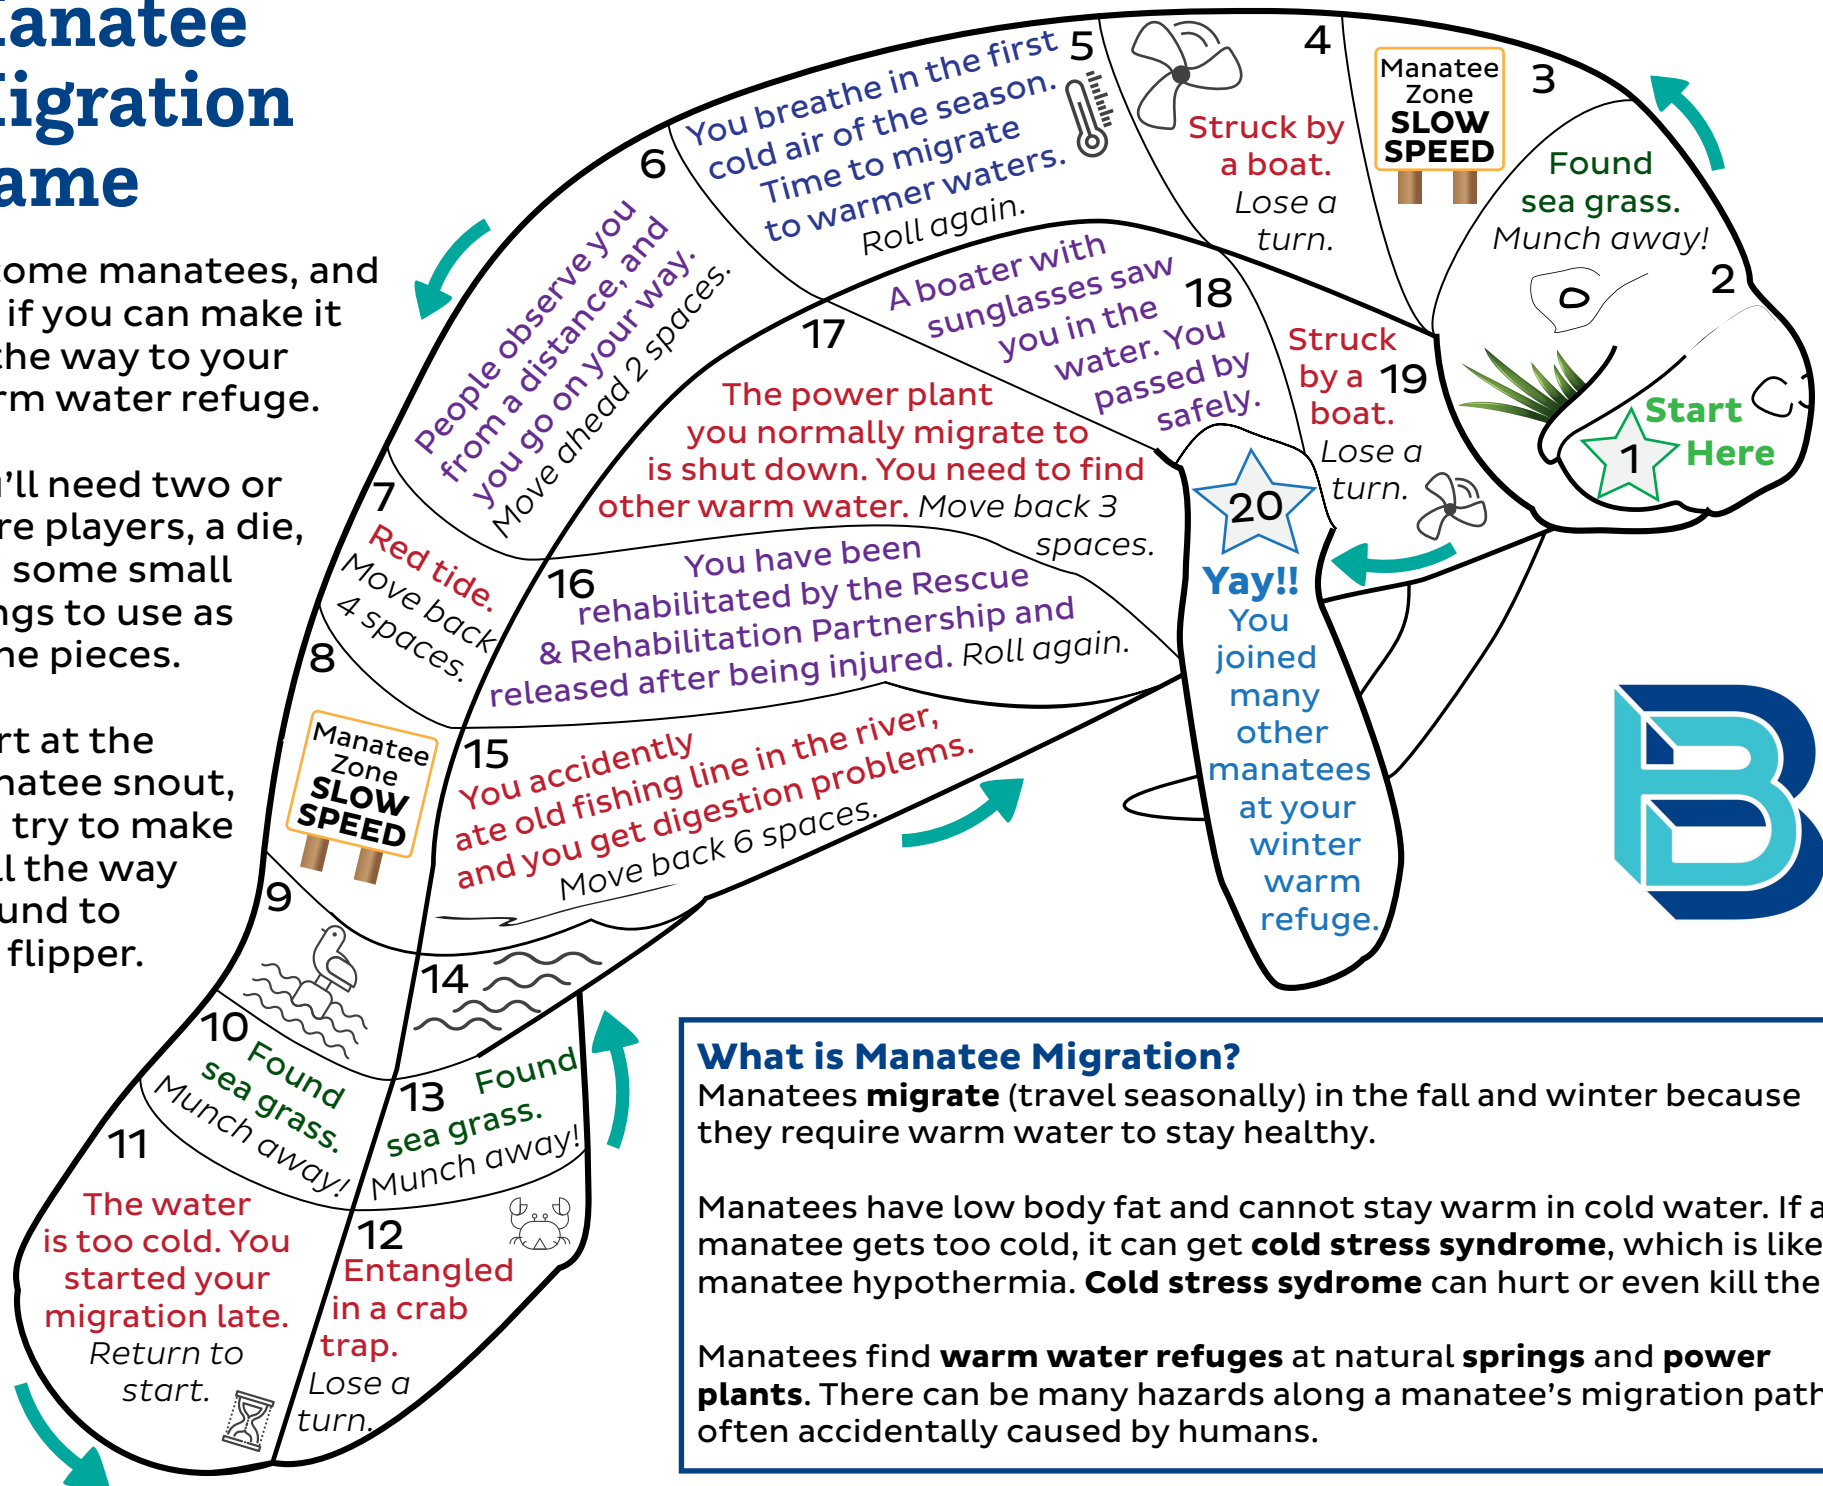 anatee
igration
ame
come manatees, and
if you can make it
the way to your
rm water refuge.
u'll need two or
re players, a die,
some small
ngs to use as
ne pieces.
rt at the
natee snout,
try to make
ll the way
und to
flipper.
1
Start
Here
2
Found
sea grass.
Munch away!
3
Manatee
Zone
SLOW
SPEED
4
Struck by
a boat.
Lose a
turn.
5
You breathe in the first
cold air of the season.
Time to migrate
to warmer waters.
Roll again.
6
People observe you
from a distance, and
you go on your way.
Move ahead 2 spaces.
7
Red tide.
Move back
4 spaces.
8
Manatee
Zone
SLOW
SPEED
9
10
Found
sea grass.
Munch away!
11
The water
is too cold. You
started your
migration late.
Return to
start.
12
Entangled
in a crab
trap.
Lose a
turn.
13
Found
sea grass.
Munch away!
14
15
You accidently
ate old fishing line in the river,
and you get digestion problems.
Move back 6 spaces.
16
You have been
rehabilitated by the Rescue
& Rehabilitation Partnership and
released after being injured. Roll again.
17
The power plant
you normally migrate to
is shut down. You need to find
other warm water. Move back 3
spaces.
18
A boater with
sunglasses saw
you in the
water. You
passed by
safely.
19
Struck
by a
boat.
Lose a
turn.
20
Yay!!
You
joined
many
other
manatees
at your
winter
warm
refuge.
B
What is Manatee Migration?
Manatees migrate (travel seasonally) in the fall and winter because
they require warm water to stay healthy.
Manatees have low body fat and cannot stay warm in cold water. If a
manatee gets too cold, it can get cold stress syndrome, which is like
manatee hypothermia. Cold stress sydrome can hurt or even kill the
Manatees find warm water refuges at natural springs and power
plants. There can be many hazards along a manatee’s migration path
often accidentally caused by humans.